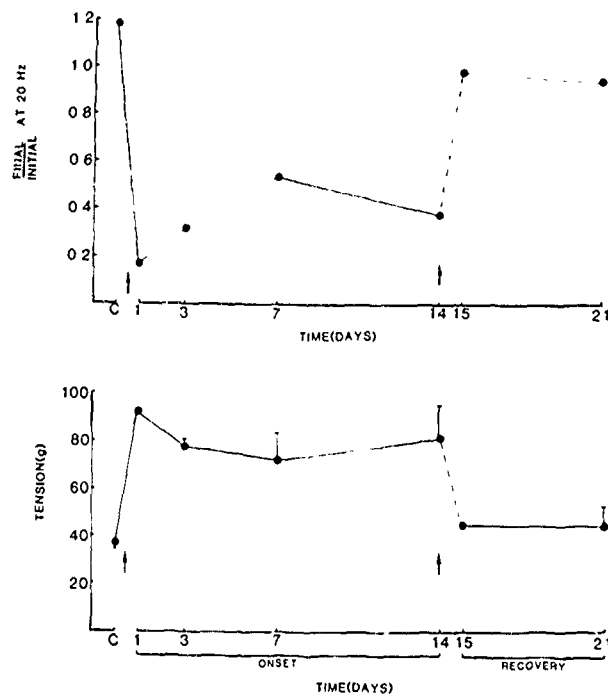 1.2
1.0
0.8
0.6
0.4
0.2
FINAL
INITIAL
AT 20 Hz
C 1 3 7 14 15 21
TIME(DAYS)
100
80
60
40
20
TENSION(g)
C 1 3 7 14 15 21
ONSET RECOVERY
TIME(DAYS)